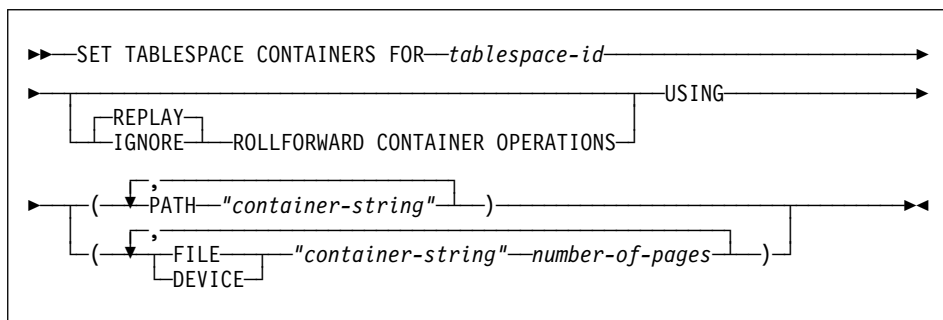 SET TABLESPACE CONTAINERS FOR tablespace-id
USING
REPLAY
IGNORE ROLLFORWARD CONTAINER OPERATIONS
,
( PATH "container-string" )
,
( FILE "container-string" number-of-pages )
DEVICE